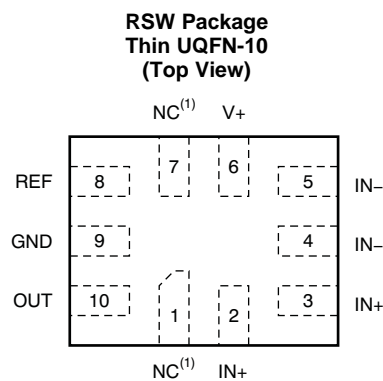 RSW Package
Thin UQFN-10
(Top View)
NC(1) V+
7 6
REF 8 5 IN−
GND 9 4 IN−
OUT 10 3 IN+
1 2
NC(1) IN+